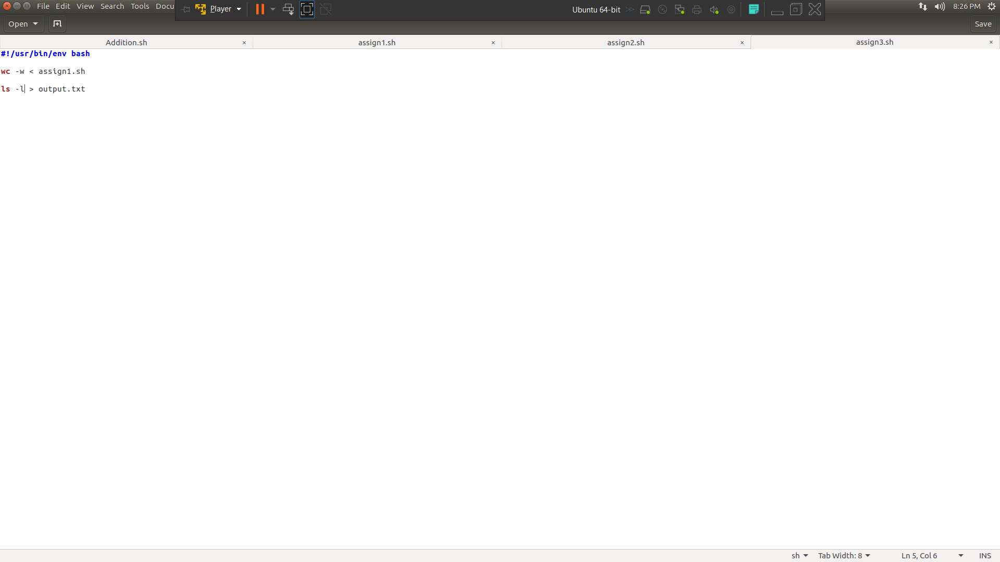 File Edit View Search Tools Docu Player Ubuntu 64-bit 8:26 PM
Open Save
Addition.sh × assign1.sh × assign2.sh × assign3.sh ×
#!/usr/bin/env bash
wc -w < assign1.sh
ls -l > output.txt
sh Tab Width: 8 Ln 5, Col 6 INS